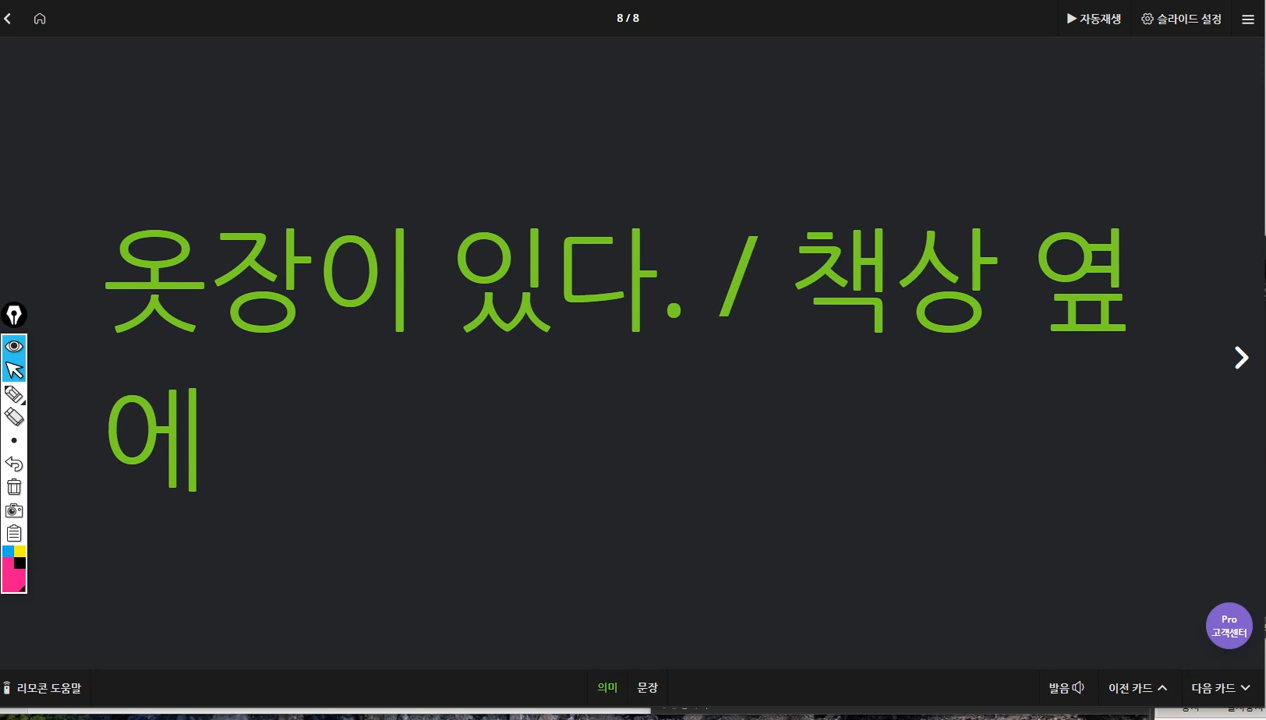 8 / 8
자동재생
슬라이드 설정
옷장이 있다. / 책상 옆
에
Pro
고객센터
리모콘 도움말
의미
문장
발음
이전 카드
다음 카드